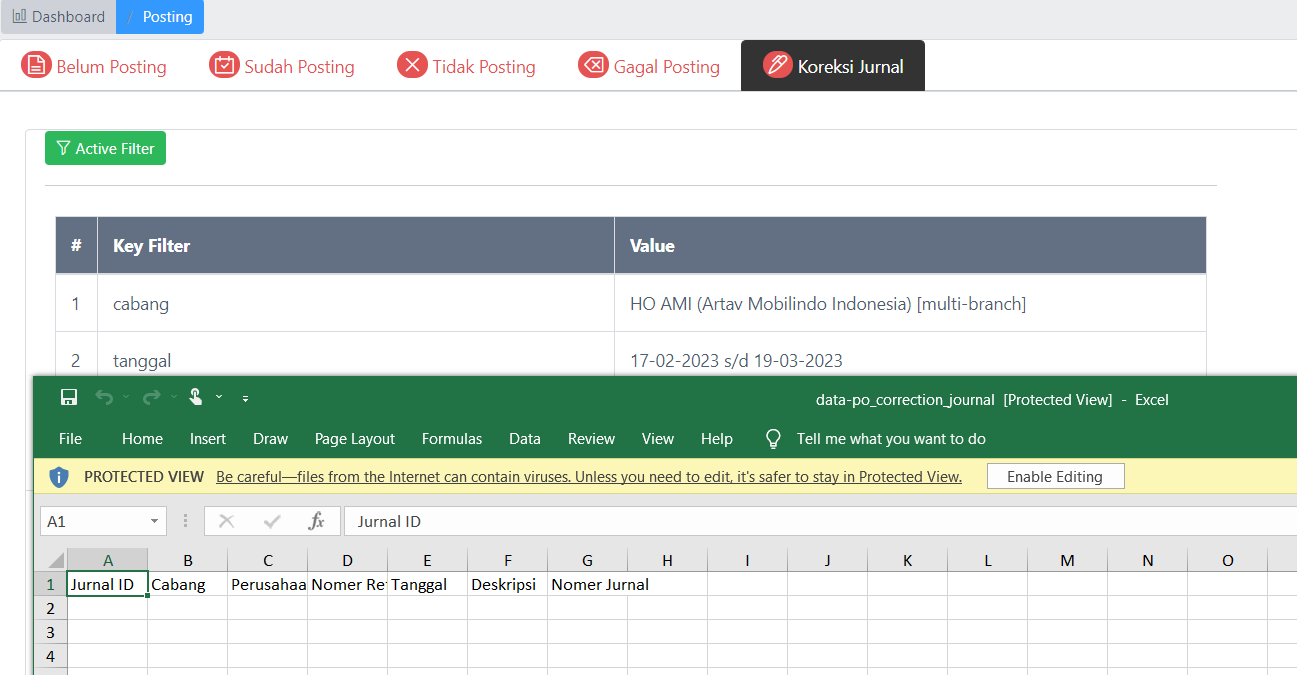 Dashboard / Posting
Belum Posting Sudah Posting Tidak Posting Gagal Posting Koreksi Jurnal
Active Filter
# Key Filter Value
1 cabang HO AMI (Artav Mobilindo Indonesia) [multi-branch]
2 tanggal 17-02-2023 s/d 19-03-2023
data-po_correction_journal [Protected View] - Excel
File Home Insert Draw Page Layout Formulas Data Review View Help Tell me what you want to do
PROTECTED VIEW Be careful—files from the Internet can contain viruses. Unless you need to edit, it's safer to stay in Protected View. Enable Editing
A1 fx Jurnal ID
A B C D E F G H I J K L M N O
1 Jurnal ID Cabang Perusahaa Nomer Re Tanggal Deskripsi Nomer Jurnal
2
3
4